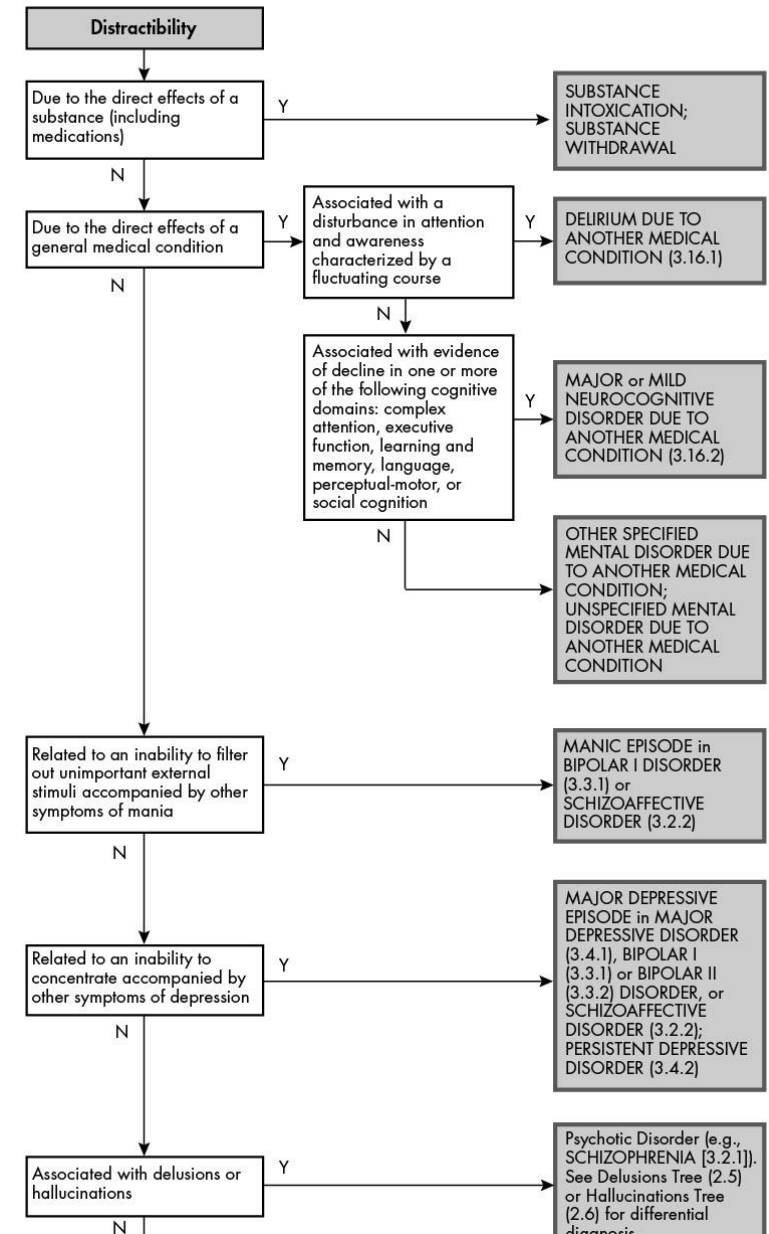 Distractibility
Due to the direct effects of a
substance (including
medications)
Y
SUBSTANCE
INTOXICATION;
SUBSTANCE
WITHDRAWAL
N
Due to the direct effects of a
general medical condition
Y
Associated with a
disturbance in attention
and awareness
characterized by a
fluctuating course
Y
DELIRIUM DUE TO
ANOTHER MEDICAL
CONDITION (3.16.1)
N
N
Associated with evidence
of decline in one or more
of the following cognitive
domains: complex
attention, executive
function, learning and
memory, language,
perceptual-motor, or
social cognition
Y
MAJOR or MILD
NEUROCOGNITIVE
DISORDER DUE TO
ANOTHER MEDICAL
CONDITION (3.16.2)
N
OTHER SPECIFIED
MENTAL DISORDER DUE
TO ANOTHER MEDICAL
CONDITION;
UNSPECIFIED MENTAL
DISORDER DUE TO
ANOTHER MEDICAL
CONDITION
Related to an inability to filter
out unimportant external
stimuli accompanied by other
symptoms of mania
Y
MANIC EPISODE in
BIPOLAR I DISORDER
(3.3.1) or
SCHIZOAFFECTIVE
DISORDER (3.2.2)
N
Related to an inability to
concentrate accompanied by
other symptoms of depression
Y
MAJOR DEPRESSIVE
EPISODE in MAJOR
DEPRESSIVE DISORDER
(3.4.1), BIPOLAR I
(3.3.1) or BIPOLAR II
(3.3.2) DISORDER, or
SCHIZOAFFECTIVE
DISORDER (3.2.2);
PERSISTENT DEPRESSIVE
DISORDER (3.4.2)
N
Associated with delusions or
hallucinations
Y
Psychotic Disorder (e.g.,
SCHIZOPHRENIA [3.2.1]).
See Delusions Tree (2.5)
or Hallucinations Tree
(2.6) for differential
diagnosis
N